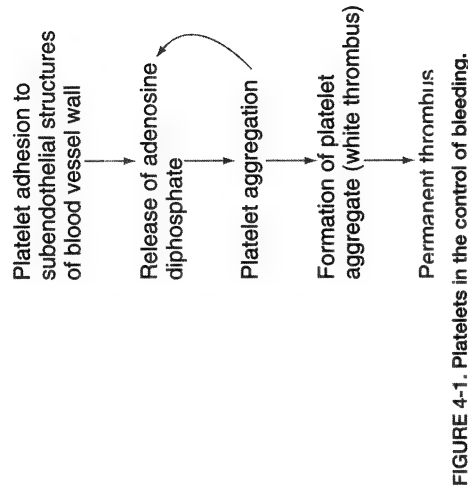 Platelet adhesion to
subendothelial structures
of blood vessel wall
Release of adenosine
diphosphate
Platelet aggregation
Formation of platelet
aggregate (white thrombus)
Permanent thrombus
FIGURE 4-1. Platelets in the control of bleeding.